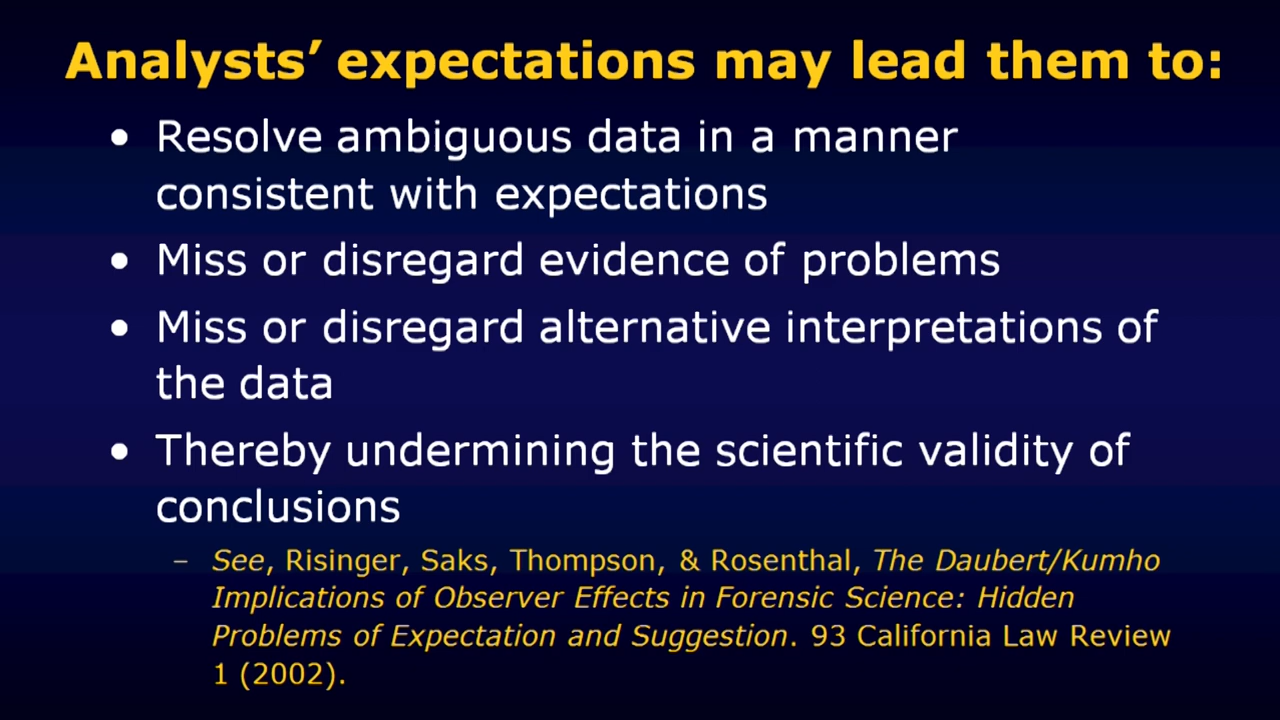 Analysts’ expectations may lead them to:
• Resolve ambiguous data in a manner
consistent with expectations
• Miss or disregard evidence of problems
• Miss or disregard alternative interpretations of
the data
• Thereby undermining the scientific validity of
conclusions
– See, Risinger, Saks, Thompson, & Rosenthal, The Daubert/Kumho
Implications of Observer Effects in Forensic Science: Hidden
Problems of Expectation and Suggestion. 93 California Law Review
1 (2002).